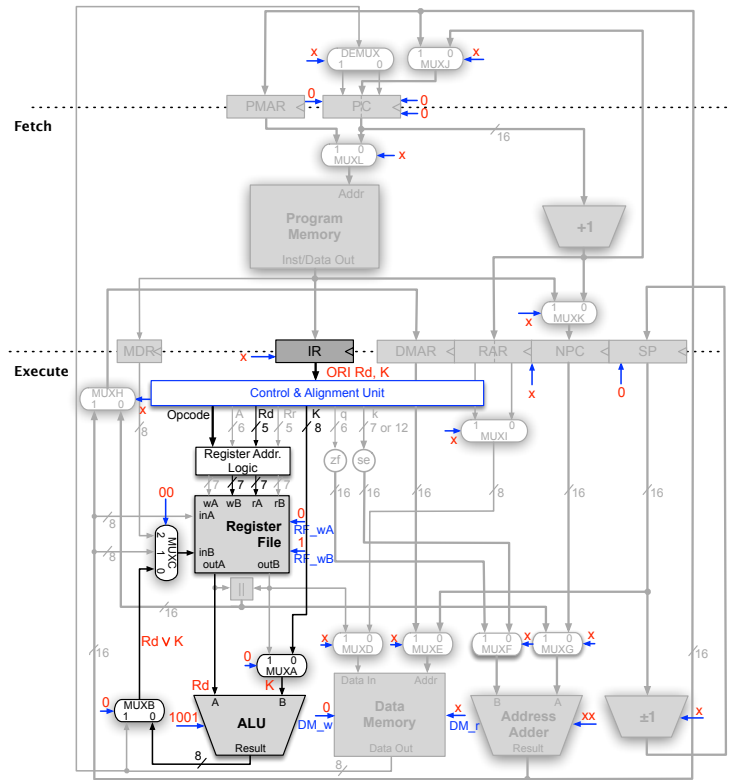 x DEMUX 1 0
1 0 MUXJ x
PMAR 0 PC 0
0
Fetch
16
1 0 MUXL x
Addr
Program Memory
Inst/Data Out
+1
1 0 MUXK
x
MDR x IR DMAR RAR NPC SP
Execute
ORI Rd, K
x 0
MUXH 1 0 x
Control & Alignment Unit
8
Opcode A 6 Rd 5 Rr 5 K 8 q 6 k 7 or 12
1 0 MUXI x
Register Addr. Logic
zf se
7 7 7 7
16 16 16 8 16 16
00
wA wB rA rB
inA
Register File
0
RF_wA
8
2 1 0 MUXC
inB
1
RF_wB
8
outA outB
||
16
Rd v K
x 1 0 MUXD
x 1 0 MUXE
1 0 MUXF x
1 0 MUXG x
16 16
0 1 0 MUXA
Rd K
Data In Addr
0 MUXB 1 0
1001
A B
ALU
Result
8
0
DM_w
Data Memory
Data Out
x
DM_r
B A
Address Adder
Result
xx
±1
x
8